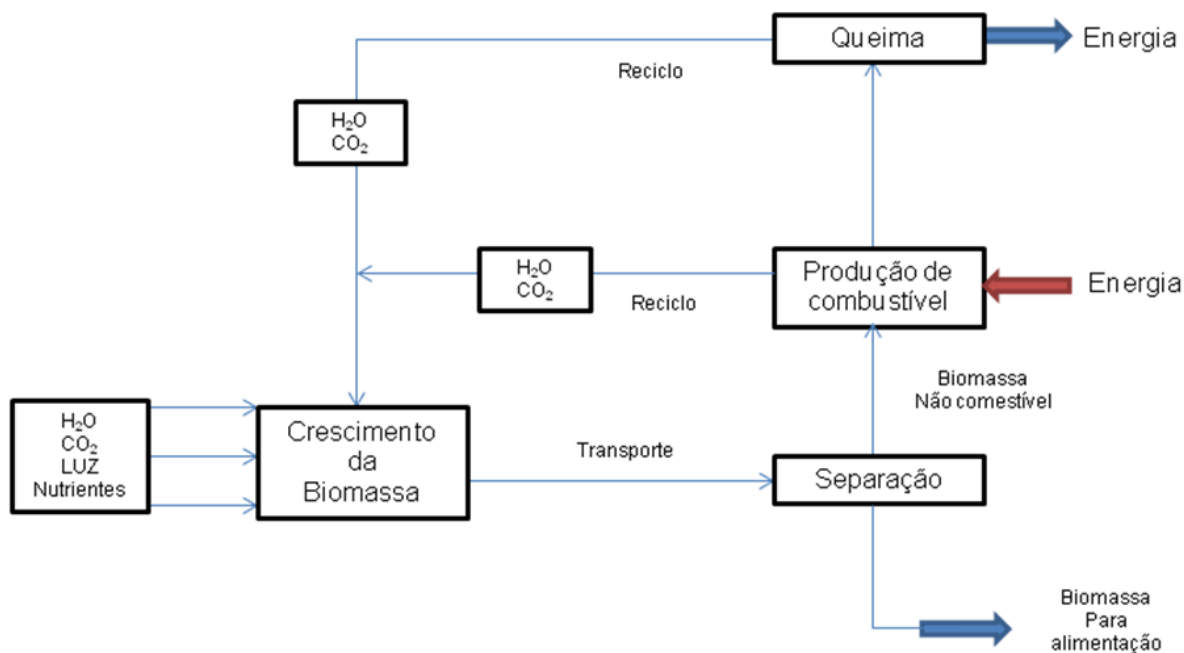 Queima
Energia
Reciclo
H₂O
CO₂
H₂O
CO₂
Reciclo
Produção de
combustível
Energia
Biomassa
Não comestível
H₂O
CO₂
LUZ
Nutrientes
Crescimento
da
Biomassa
Transporte
Separação
Biomassa
Para
alimentação